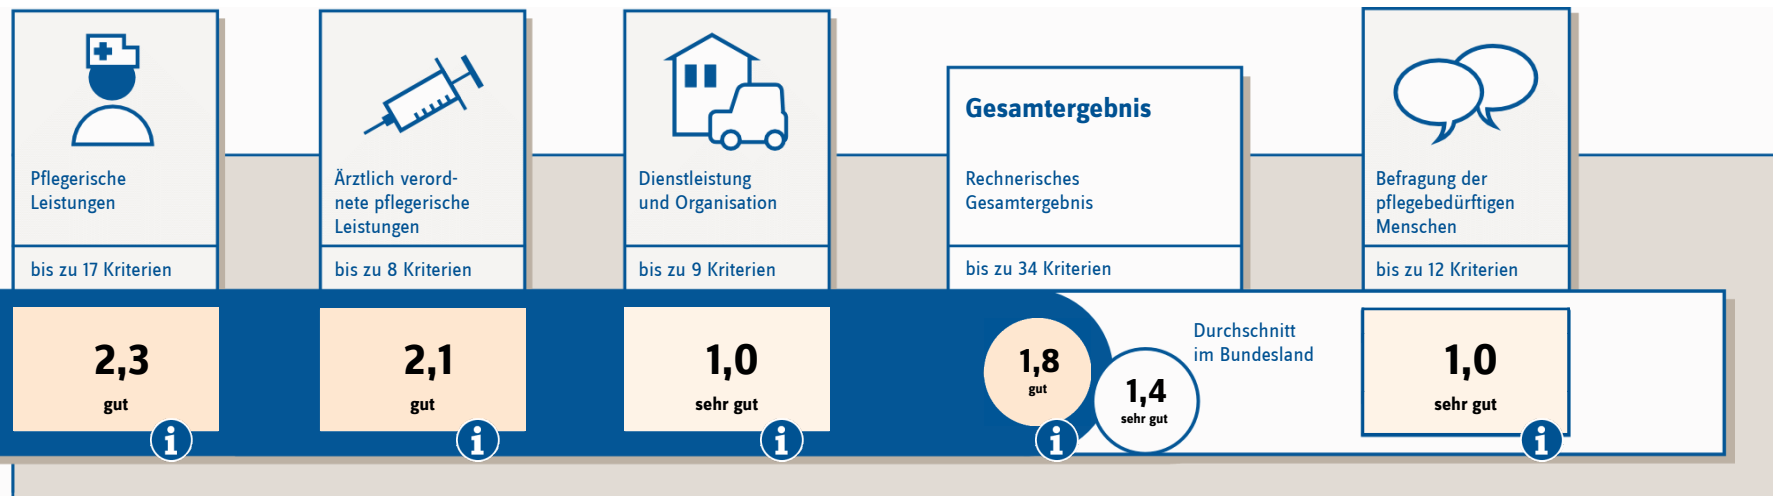 Pflegerische
Leistungen
bis zu 17 Kriterien
2,3
gut
i
Ärztlich verord-
nete pflegerische
Leistungen
bis zu 8 Kriterien
2,1
gut
i
Dienstleistung
und Organisation
bis zu 9 Kriterien
1,0
sehr gut
i
Gesamtergebnis
Rechnerisches
Gesamtergebnis
bis zu 34 Kriterien
1,8
gut
i
1,4
sehr gut
Durchschnitt
im Bundesland
Befragung der
pflegebedürftigen
Menschen
bis zu 12 Kriterien
1,0
sehr gut
i